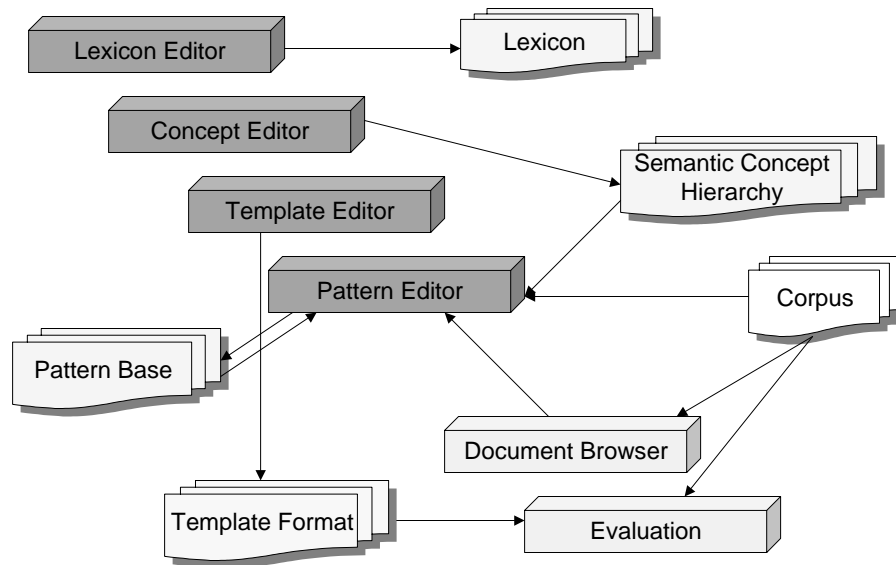 Lexicon Editor
Lexicon
Concept Editor
Semantic Concept
Hierarchy
Template Editor
Pattern Editor
Corpus
Pattern Base
Document Browser
Template Format
Evaluation